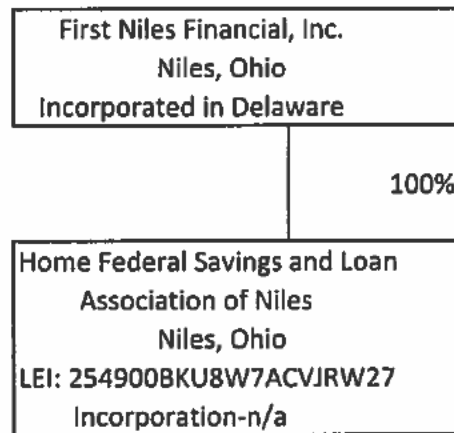 First Niles Financial, Inc.
Niles, Ohio
Incorporated in Delaware
100%
Home Federal Savings and Loan
Association of Niles
Niles, Ohio
LEI: 254900BKU8W7ACVJRW27
Incorporation-n/a